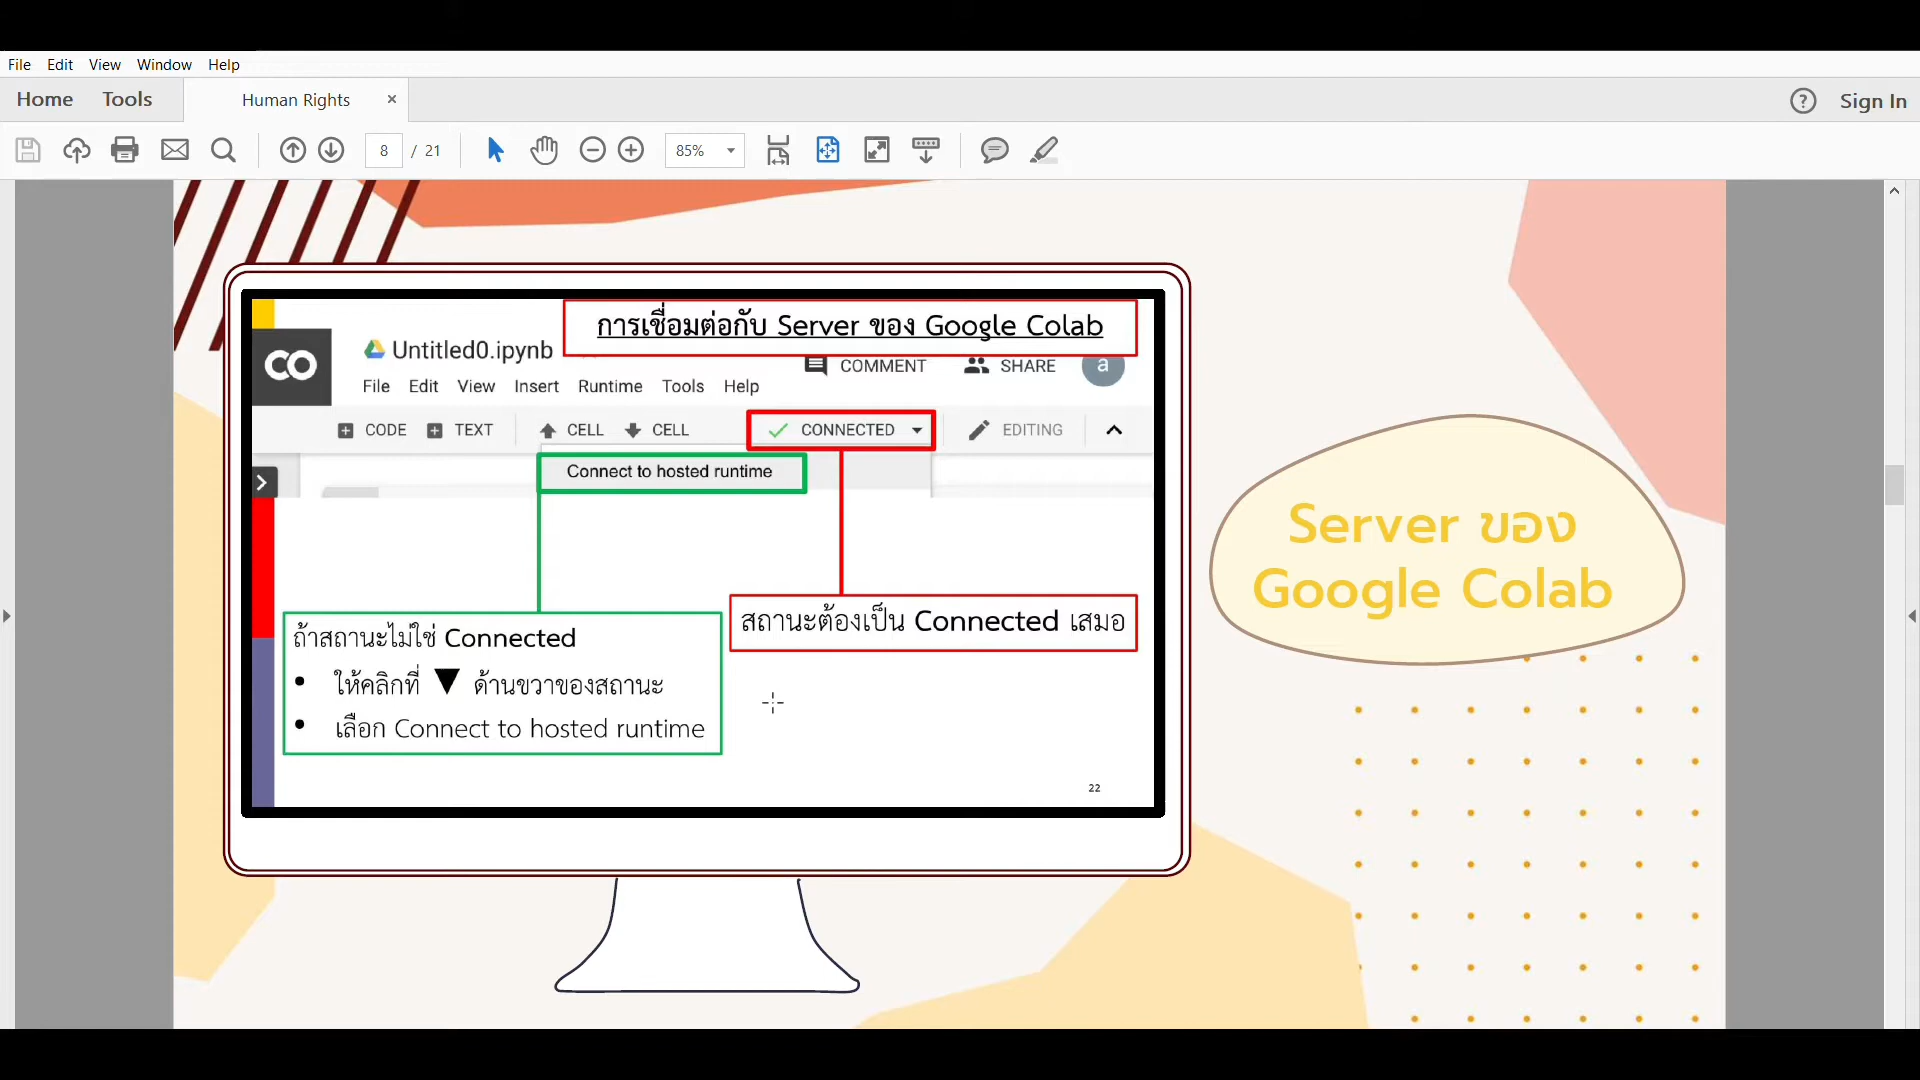 File Edit View Window Help
Home Tools Human Rights × Sign In
8 / 21 85%
การเชื่อมต่อกับ Server ของ Google Colab
CO Untitled0.ipynb
COMMENT SHARE a
File Edit View Insert Runtime Tools Help
CODE TEXT CELL CELL CONNECTED EDITING
Connect to hosted runtime
สถานะต้องเป็น Connected เสมอ
ถ้าสถานะไม่ใช่ Connected
• ให้คลิกที่ ▼ ด้านขวาของสถานะ
• เลือก Connect to hosted runtime
22
Server ของ
Google Colab